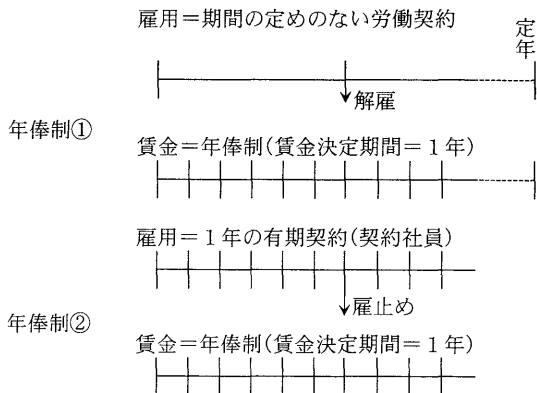 雇用＝期間の定めのない労働契約
定年
解雇
年俸制①
賃金＝年俸制(賃金決定期間＝１年)
雇用＝１年の有期契約(契約社員)
雇止め
年俸制②
賃金＝年俸制(賃金決定期間＝１年)